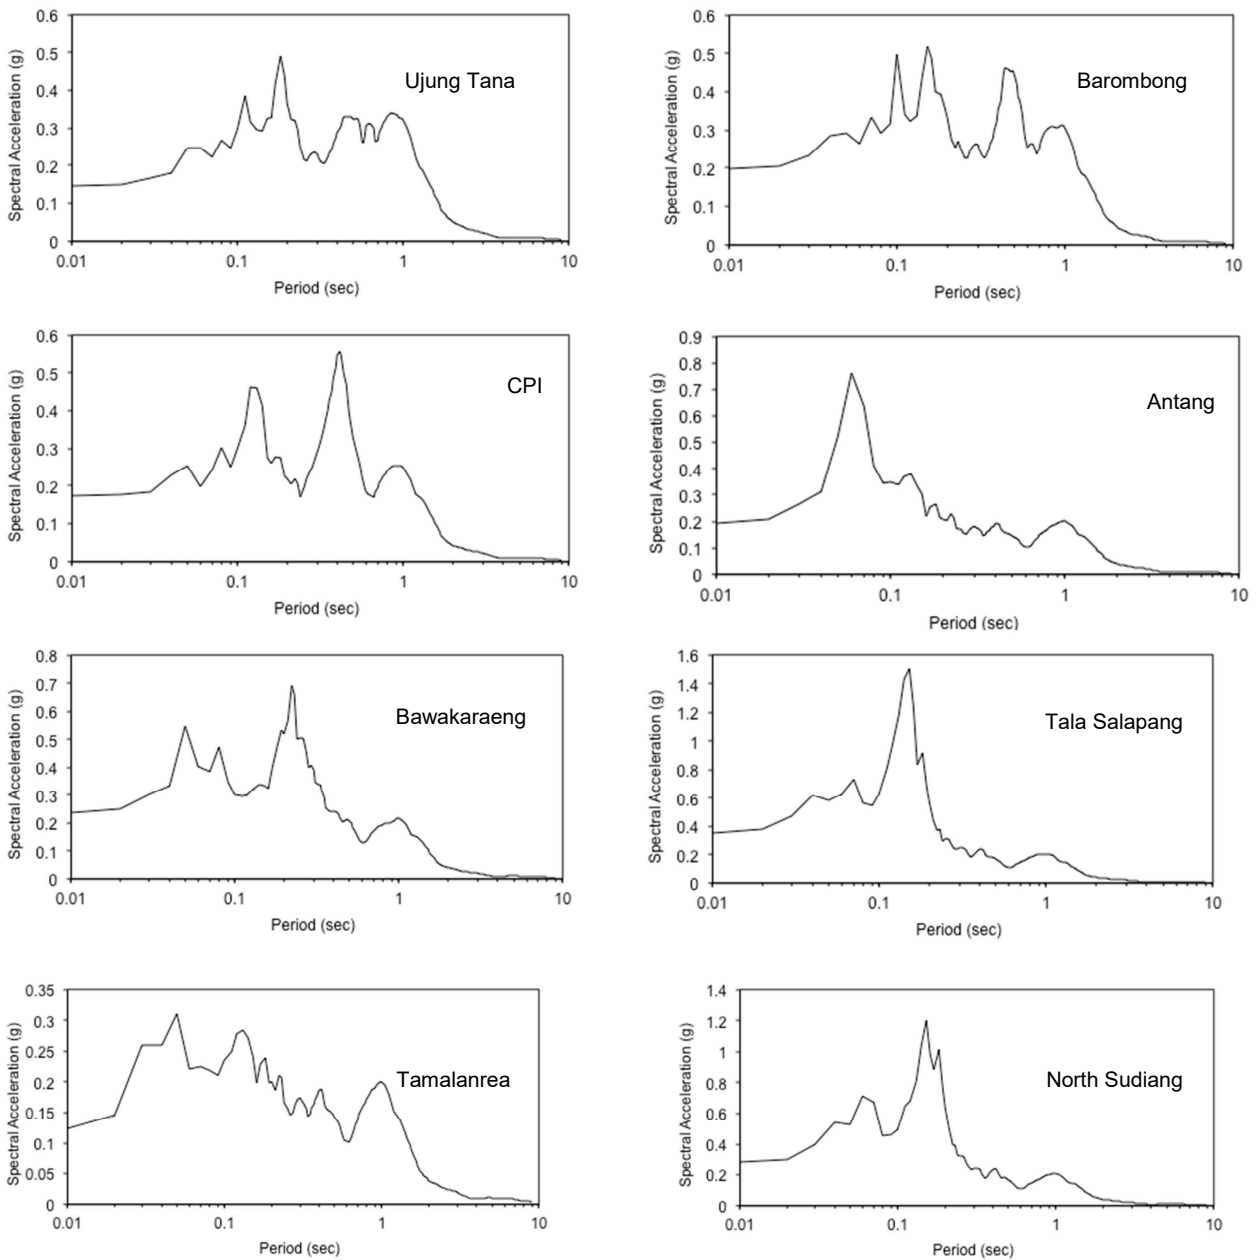 0.6
0.5
0.4
0.3
0.2
0.1
0
Spectral Acceleration (g)
Ujung Tana
0.01 0.1 1 10
Period (sec)
0.6
0.5
0.4
0.3
0.2
0.1
0
Spectral Acceleration (g)
Barombong
0.01 0.1 1 10
Period (sec)
0.6
0.5
0.4
0.3
0.2
0.1
0
Spectral Acceleration (g)
CPI
0.01 0.1 1 10
Period (sec)
0.9
0.8
0.7
0.6
0.5
0.4
0.3
0.2
0.1
0
Spectral Acceleration (g)
Antang
0.01 0.1 1 10
Period (sec)
0.8
0.7
0.6
0.5
0.4
0.3
0.2
0.1
0
Spectral Acceleration (g)
Bawakaraeng
0.01 0.1 1 10
Period (sec)
1.6
1.4
1.2
1
0.8
0.6
0.4
0.2
0
Spectral Acceleration (g)
Tala Salapang
0.01 0.1 1 10
Period (sec)
0.35
0.3
0.25
0.2
0.15
0.1
0.05
0
Spectral Acceleration (g)
Tamalanrea
0.01 0.1 1 10
Period (sec)
1.4
1.2
1
0.8
0.6
0.4
0.2
0
Spectral Acceleration (g)
North Sudiang
0.01 0.1 1 10
Period (sec)